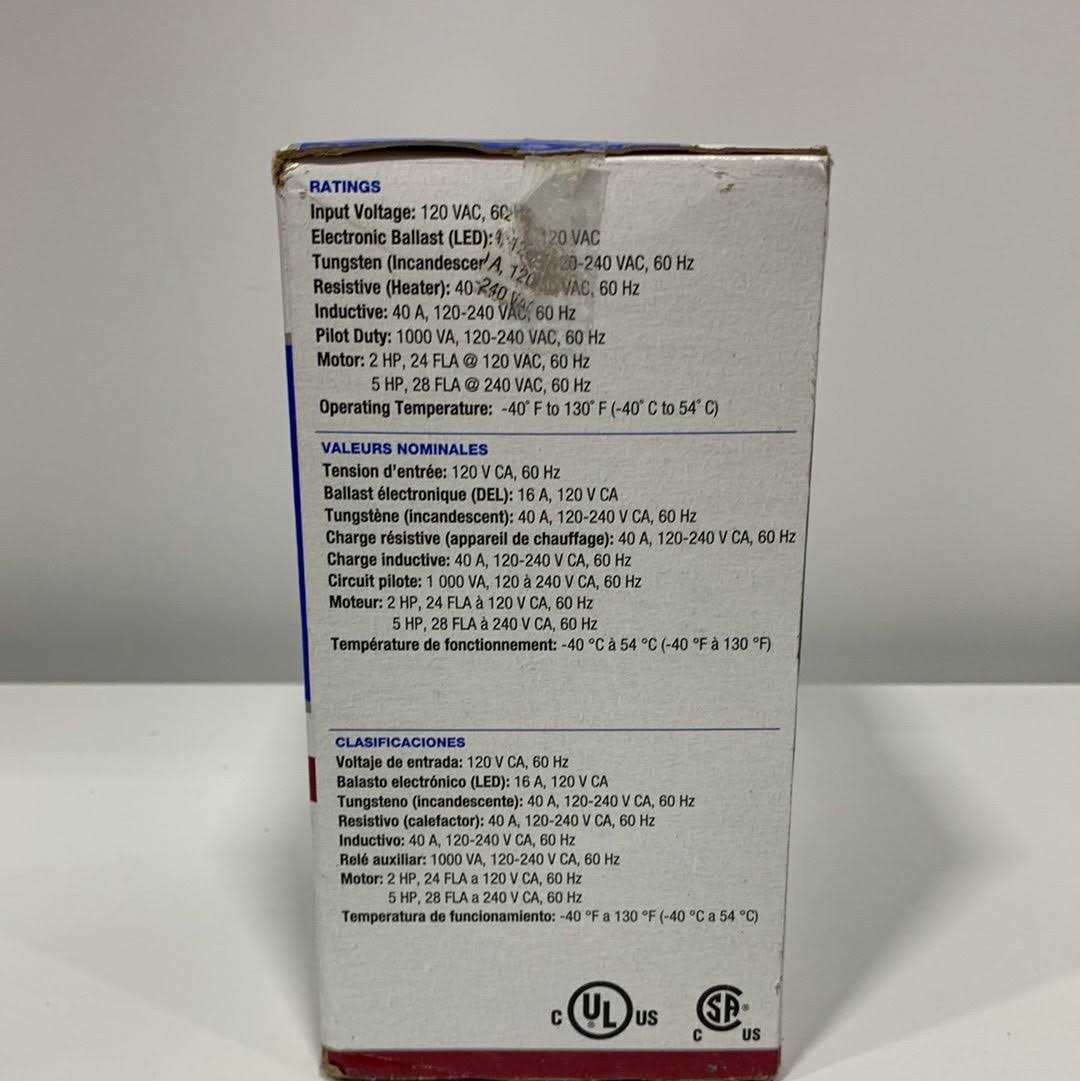 RATINGS
Input Voltage: 120 VAC, 60
Electronic Ballast (LED): 120 VAC
Tungsten 20-240 VAC, 60 Hz
Resistive (Heater): 40 VAC, 60 Hz
Inductive: 40 A, 120-240 VAC, 60 Hz
Pilot Duty: 1000 VA, 120-240 VAC, 60 Hz
Motor: 2 HP, 24 FLA @ 120 VAC, 60 Hz
5 HP, 28 FLA @ 240 VAC, 60 Hz
Operating Temperature: -40° F to 130° F (-40° C to 54° C)
VALEURS NOMINALES
Tension d'entrée: 120 V CA, 60 Hz
Ballast électronique (DEL): 16 A, 120 V CA
Tungstène (incandescent): 40 A, 120-240 V CA, 60 Hz
Charge résistive (appareil de chauffage): 40 A, 120-240 V CA, 60 Hz
Charge inductive: 40 A, 120-240 V CA, 60 Hz
Circuit pilote: 1 000 VA, 120 à 240 V CA, 60 Hz
Moteur: 2 HP, 24 FLA à 120 V CA, 60 Hz
5 HP, 28 FLA à 240 V CA, 60 Hz
Température de fonctionnement: -40 °C à 54 °C (-40 °F à 130 °F)
CLASIFICACIONES
Voltaje de entrada: 120 V CA, 60 Hz
Balasto electrónico (LED): 16 A, 120 V CA
Tungsteno (incandescente): 40 A, 120-240 V CA, 60 Hz
Resistivo (calefactor): 40 A, 120-240 V CA, 60 Hz
Inductivo: 40 A, 120-240 V CA, 60 Hz
Relé auxiliar: 1000 VA, 120-240 V CA, 60 Hz
Motor: 2 HP, 24 FLA a 120 V CA, 60 Hz
5 HP, 28 FLA a 240 V CA, 60 Hz
Temperatura de funcionamiento: -40 °F a 130 °F (-40 °C a 54 °C)
C UL® US
C SA® US